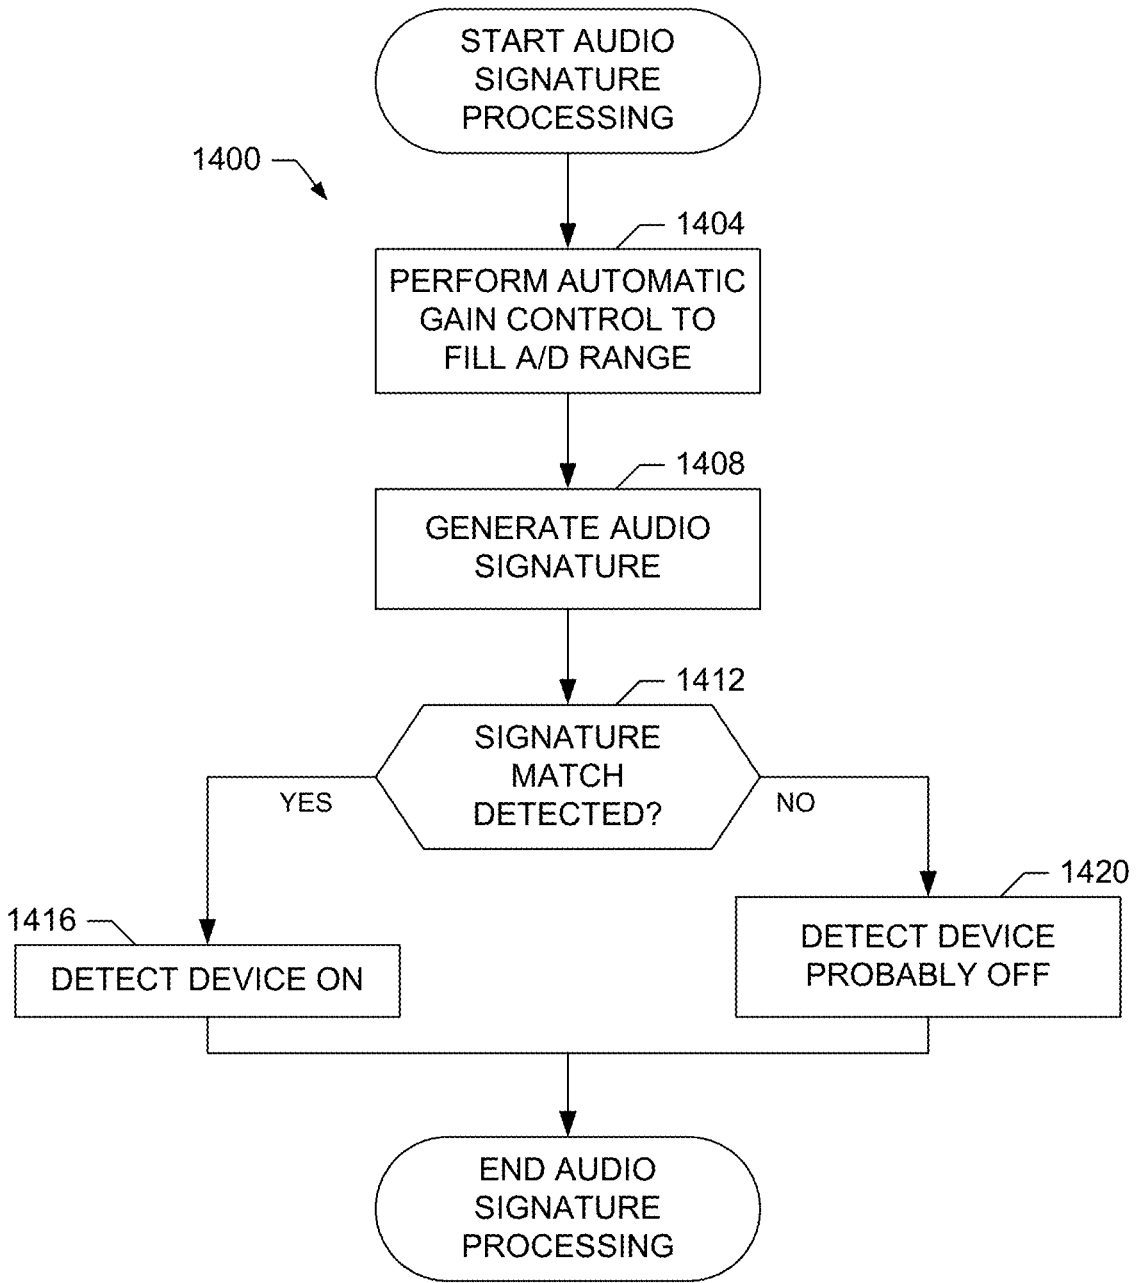 START AUDIO
SIGNATURE
PROCESSING
1400
1404
PERFORM AUTOMATIC
GAIN CONTROL TO
FILL A/D RANGE
1408
GENERATE AUDIO
SIGNATURE
1412
SIGNATURE
MATCH
DETECTED?
YES
NO
1416
DETECT DEVICE ON
1420
DETECT DEVICE
PROBABLY OFF
END AUDIO
SIGNATURE
PROCESSING